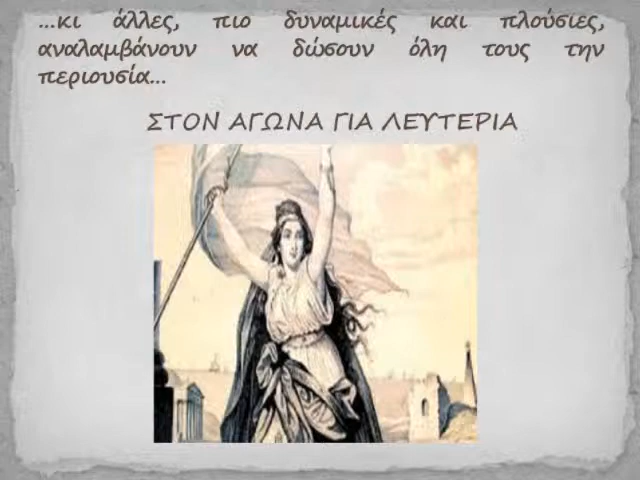 ...κι άλλες, πιο δυναμικές και πλούσιες,
αναλαμβάνουν να δώσουν όλη τους την
περιουσία...
ΣΤΟΝ ΑΓΩΝΑ ΓΙΑ ΛΕΥΤΕΡΙΑ